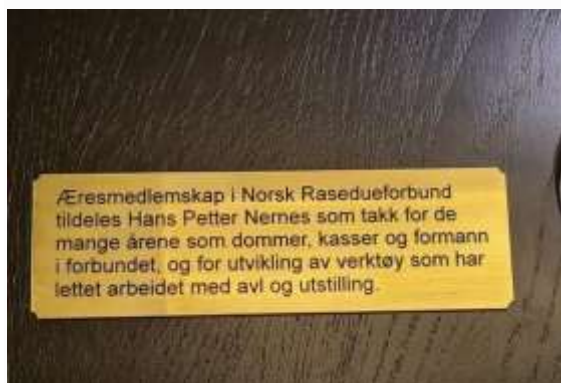 Æresmedlemskap i Norsk Rasedueforbund
tildeles Hans Petter Nernes som takk for de
mange årene som dommer, kasser og formann
i forbundet, og for utvikling av verktøy som har
lettet arbeidet med avl og utstilling.